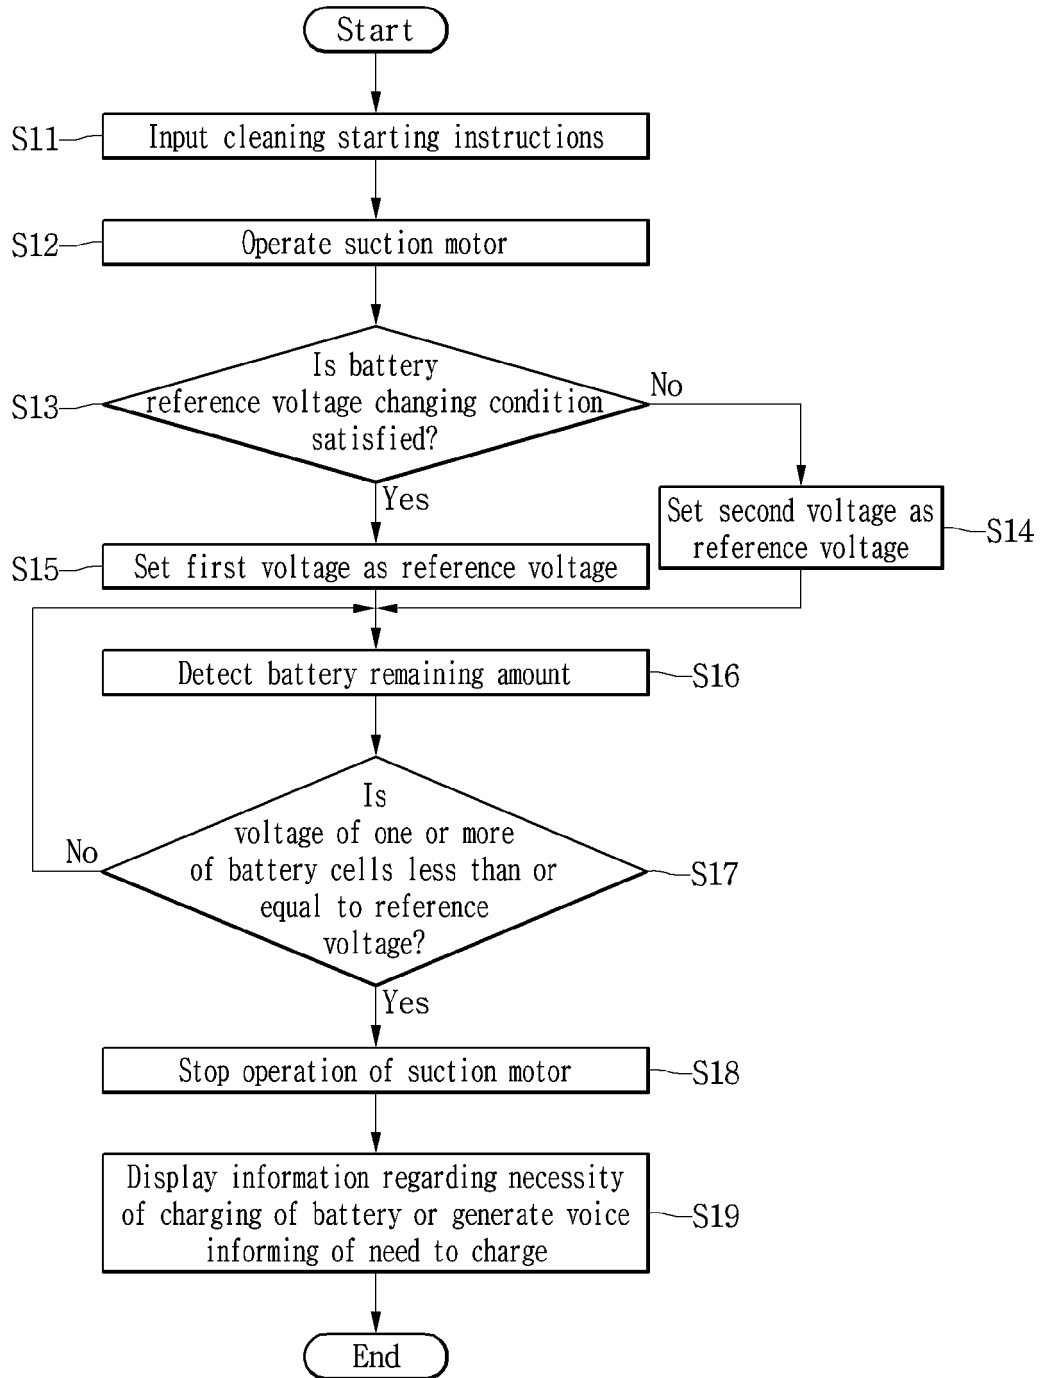 Start
S11
Input cleaning starting instructions
S12
Operate suction motor
S13
Is battery
reference voltage changing condition
satisfied?
No
Yes
Set second voltage as
reference voltage
S14
S15
Set first voltage as reference voltage
Detect battery remaining amount
S16
Is
voltage of one or more
of battery cells less than or
equal to reference
voltage?
No
S17
Yes
Stop operation of suction motor
S18
Display information regarding necessity
of charging of battery or generate voice
informing of need to charge
S19
End